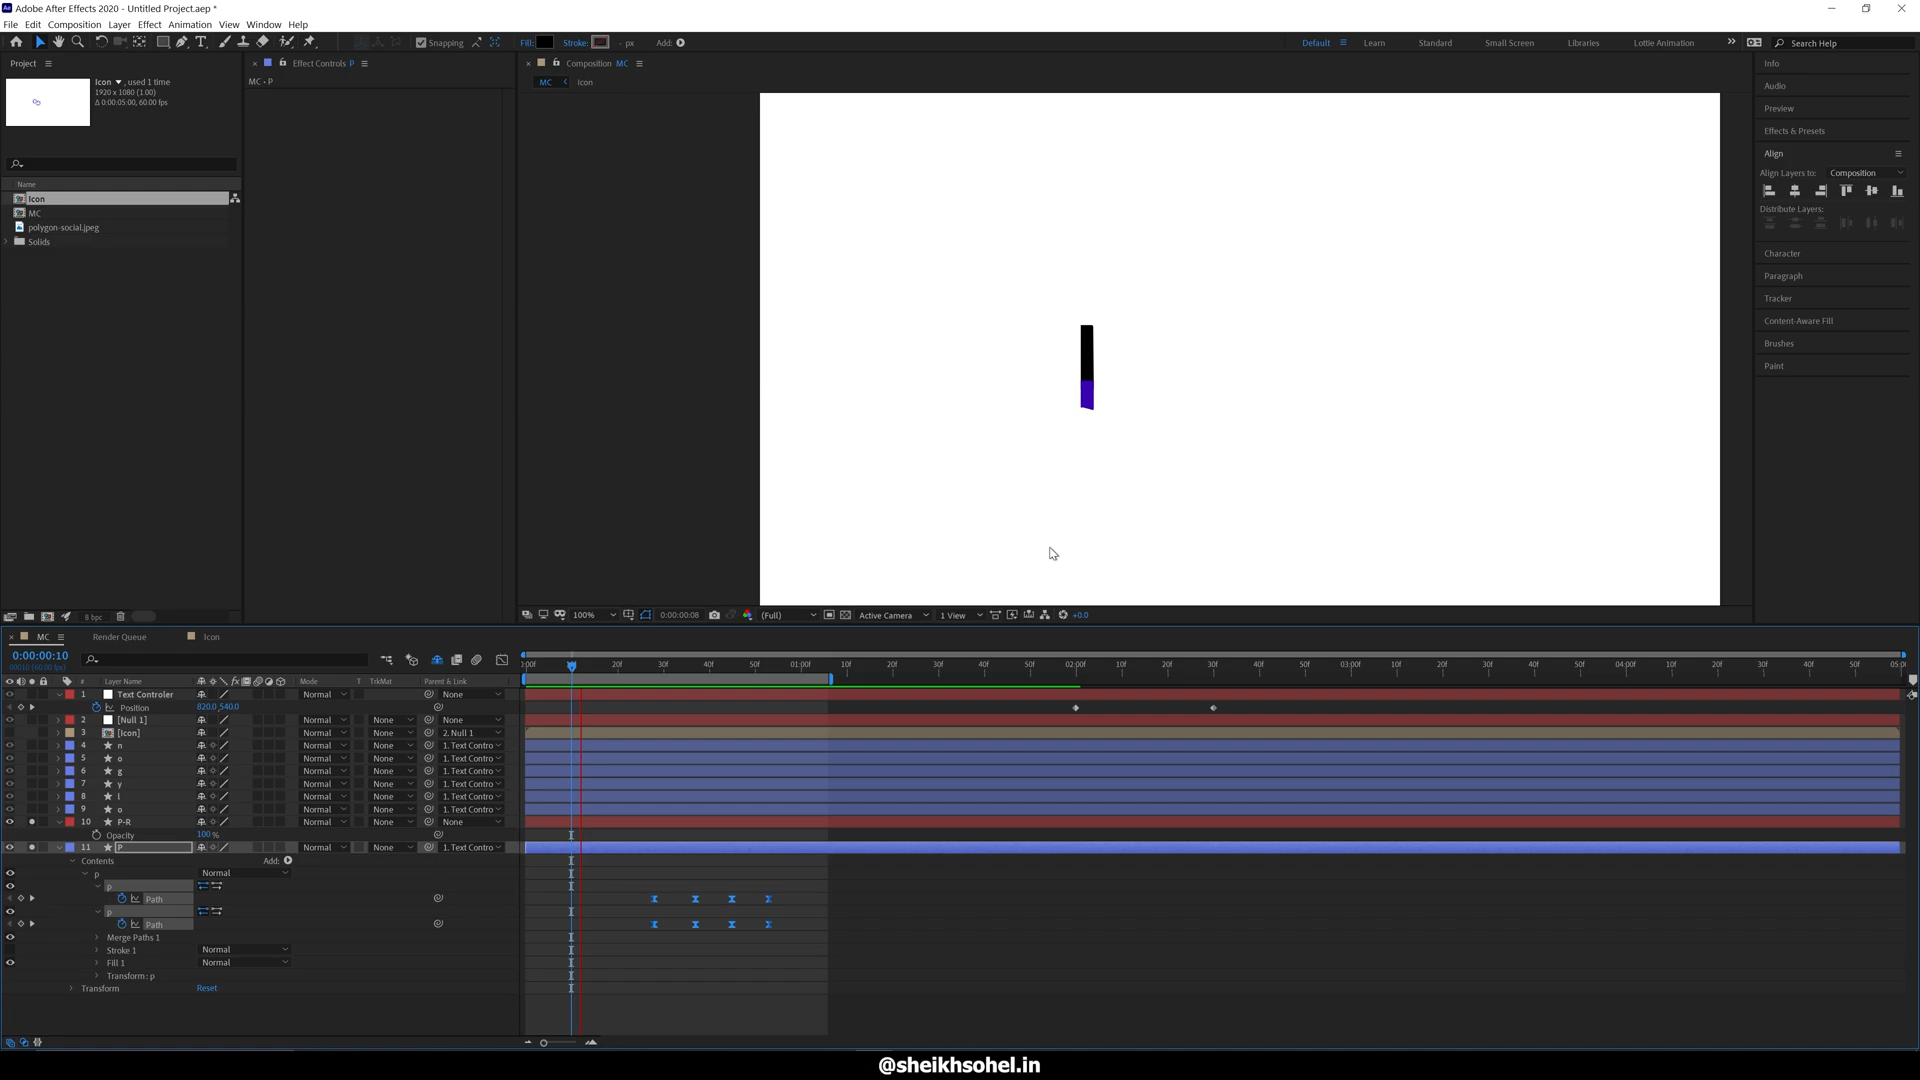 Adobe After Effects 2020 - Untitled Project.aep *
File Edit Composition Layer Effect Animation View Window Help
Snapping Fill: Stroke: - px Add: Default Learn Standard Small Screen Libraries Lottie Animation Search Help
Project
Effect Controls P
Composition MC
Icon , used 1 time
1920 x 1080 (1.00)
Δ 0:00:05:00, 60.00 fps
MC • P
MC Icon
Name
Icon
MC
polygon-social.jpeg
Solids
Info
Audio
Preview
Effects & Presets
Align
Align Layers to: Composition
Distribute Layers:
Character
Paragraph
Tracker
Content-Aware Fill
Brushes
Paint
8 bpc
100% 0:00:00:08 (Full) Active Camera 1 View +0.0
MC Render Queue Icon
0:00:00:10
00010 (60.00 fps)
:00f 20f 30f 40f 50f 01:00f 10f 20f 30f 40f 50f 02:00f 10f 20f 30f 40f 50f 03:00f 10f 20f 30f 40f 50f 04:00f 10f 20f 30f 40f 50f 05:0
# Layer Name Mode T TrkMat Parent & Link
1 Text Controler Normal None
Position 820.0,540.0
2 [Null 1] Normal None None
3 [Icon] Normal None 2. Null 1
4 n Normal None 1. Text Contro
5 o Normal None 1. Text Contro
6 g Normal None 1. Text Contro
7 y Normal None 1. Text Contro
8 l Normal None 1. Text Contro
9 o Normal None 1. Text Contro
10 P-R Normal None None
Opacity 100 %
11 P Normal None 1. Text Contro
Contents Add:
p Normal
p
Path
p
Path
Merge Paths 1
Stroke 1 Normal
Fill 1 Normal
Transform: p
Transform Reset
@sheikhsohel.in